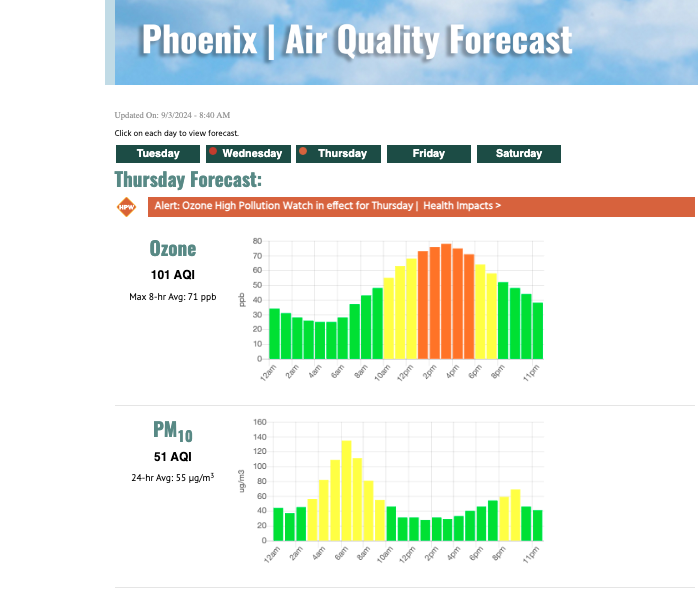 Phoenix | Air Quality Forecast
Updated On: 9/3/2024 - 8:40 AM
Click on each day to view forecast.
Tuesday Wednesday Thursday Friday Saturday
Thursday Forecast:
HPW Alert: Ozone High Pollution Watch in effect for Thursday | Health Impacts >
Ozone
101 AQI
Max 8-hr Avg: 71 ppb
ppb
80
70
60
50
40
30
20
10
0
12am 2am 4am 6am 8am 10am 12pm 2pm 4pm 6pm 8pm 11pm
PM10
51 AQI
24-hr Avg: 55 µg/m³
ug/m3
160
140
120
100
80
60
40
20
0
12am 2am 4am 6am 8am 10am 12pm 2pm 4pm 6pm 8pm 11pm